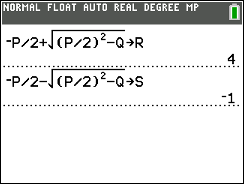 NORMAL FLOAT AUTO REAL DEGREE MP
-P/2+√(P/2)²-Q→R
4
-P/2-√(P/2)²-Q→S
-1